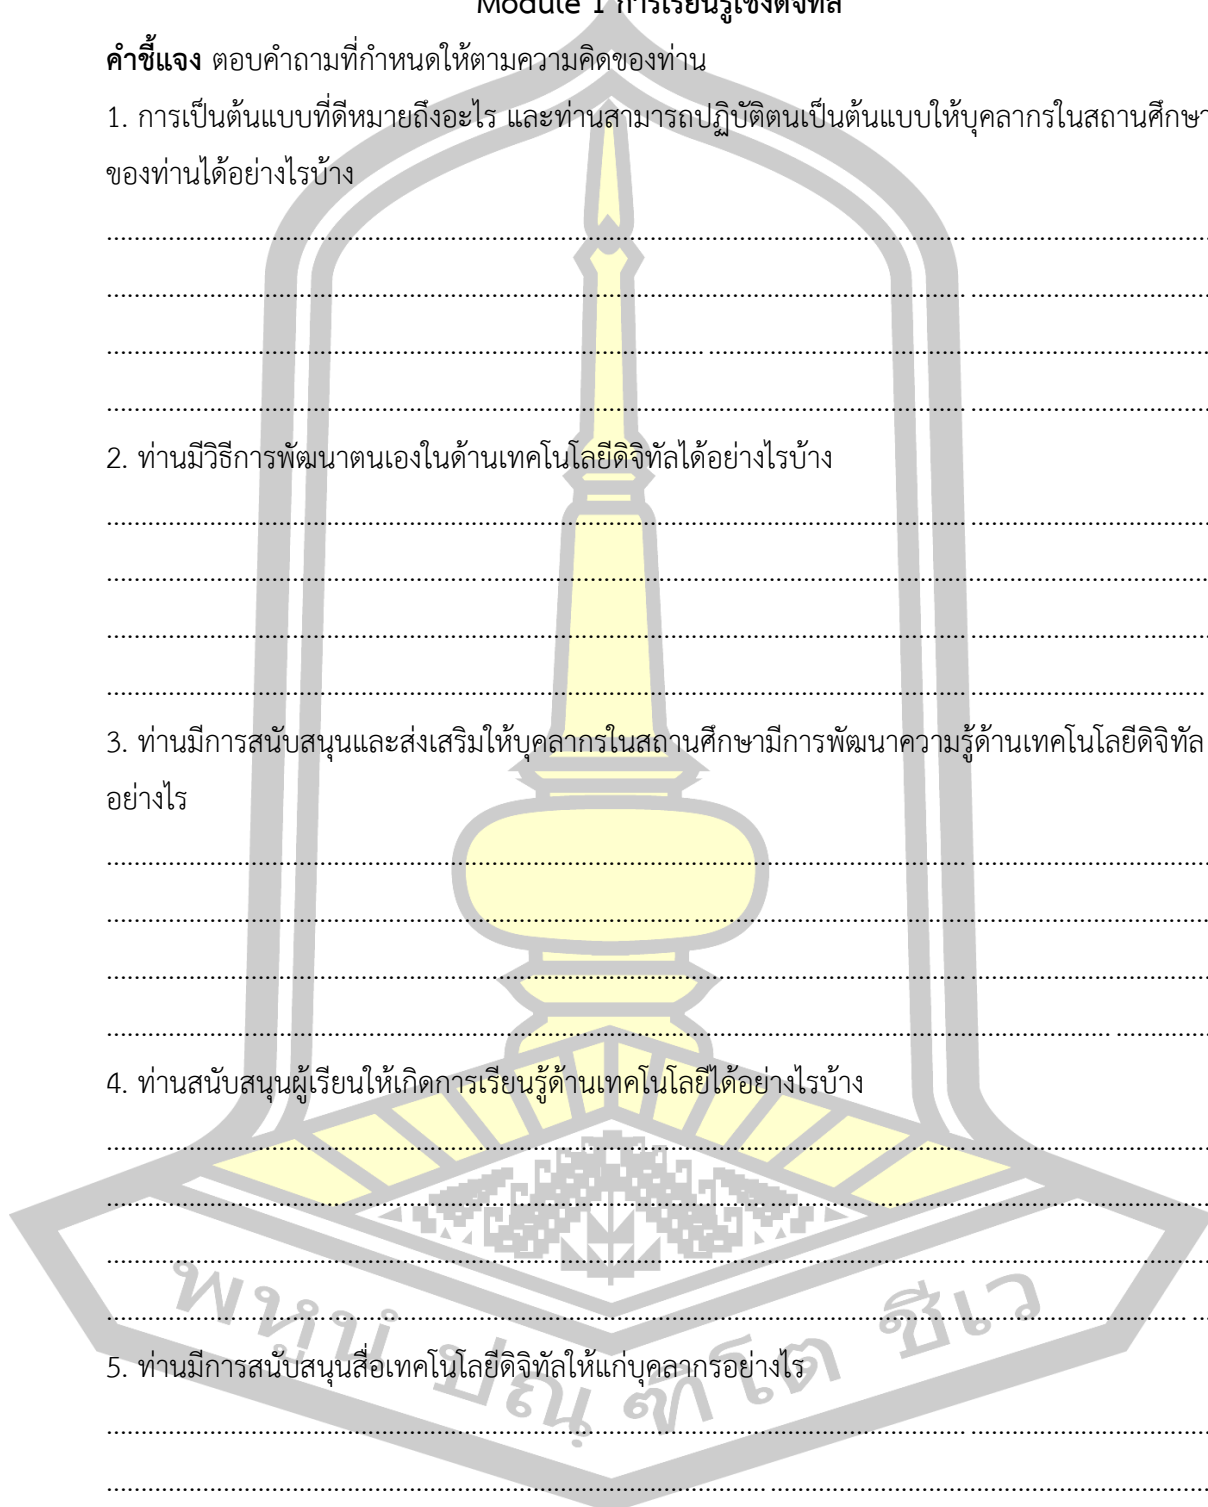 Module 1 การเรียนรู้เชิงดิจิทัล
คำชี้แจง ตอบคำถามที่กำหนดให้ตามความคิดของท่าน
1. การเป็นต้นแบบที่ดีหมายถึงอะไร และท่านสามารถปฏิบัติตนเป็นต้นแบบให้บุคลากรในสถานศึกษา
ของท่านได้อย่างไรบ้าง
2. ท่านมีวิธีการพัฒนาตนเองในด้านเทคโนโลยีดิจิทัลได้อย่างไรบ้าง
3. ท่านมีการสนับสนุนและส่งเสริมให้บุคลากรในสถานศึกษามีการพัฒนาความรู้ด้านเทคโนโลยีดิจิทัล
อย่างไร
4. ท่านสนับสนุนผู้เรียนให้เกิดการเรียนรู้ด้านเทคโนโลยีได้อย่างไรบ้าง
5. ท่านมีการสนับสนุนสื่อเทคโนโลยีดิจิทัลให้แก่บุคลากรอย่างไร
พหูนํ ปณฺฑิโต ชีเว